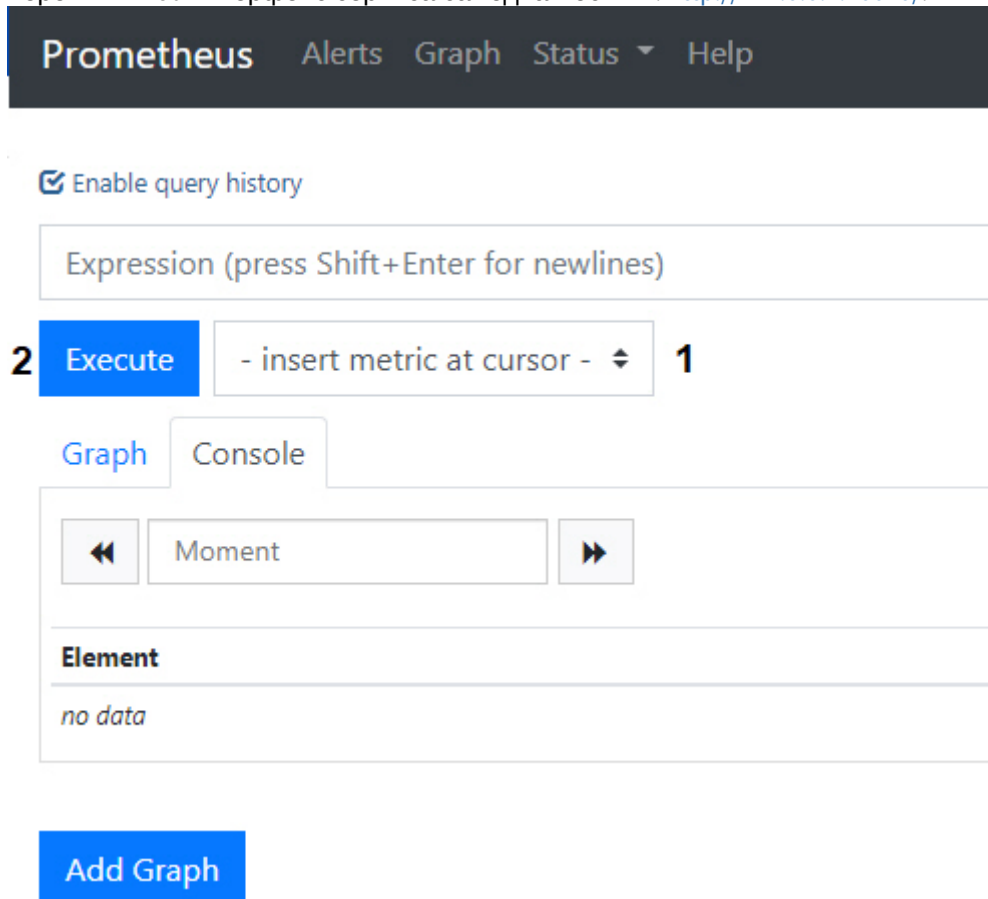 Prometheus Alerts Graph Status Help
Enable query history
Expression (press Shift+Enter for newlines)
2 Execute - insert metric at cursor - 1
Graph Console
Moment
Element
no data
Add Graph